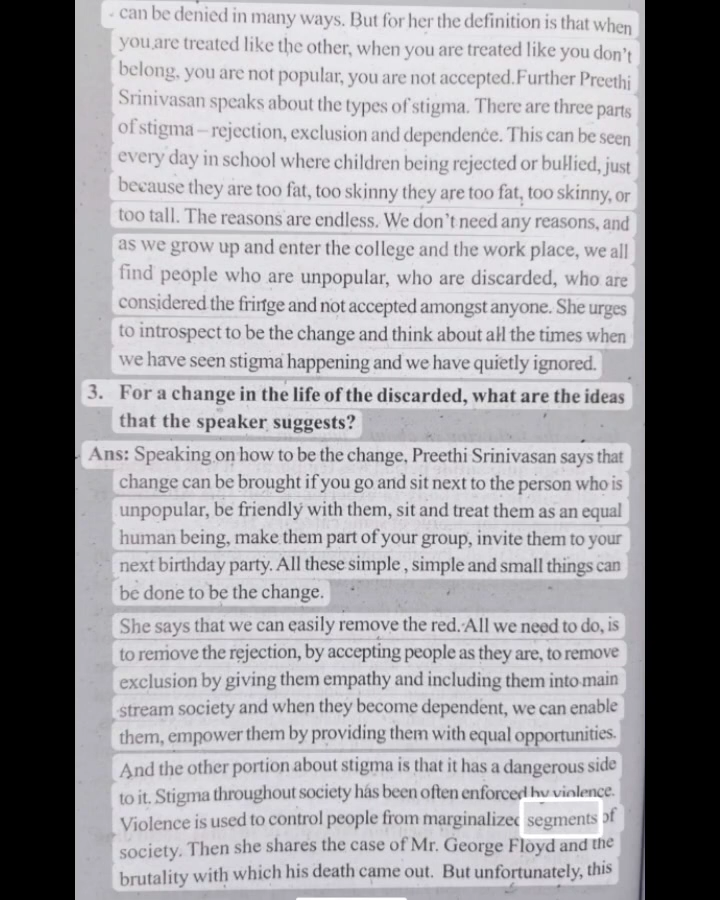 can be denied in many ways. But for her the definition is that when
you are treated like the other, when you are treated like you don't
belong, you are not popular, you are not accepted.Further Preethi
Srinivasan speaks about the types of stigma. There are three parts
of stigma – rejection, exclusion and dependence. This can be seen
every day in school where children being rejected or bullied, just
because they are too fat, too skinny they are too fat, too skinny, or
too tall. The reasons are endless. We don't need any reasons, and
as we grow up and enter the college and the work place, we all
find people who are unpopular, who are discarded, who are
considered the fringe and not accepted amongst anyone. She urges
to introspect to be the change and think about all the times when
we have seen stigma happening and we have quietly ignored.
3. For a change in the life of the discarded, what are the ideas
that the speaker suggests?
Ans: Speaking on how to be the change, Preethi Srinivasan says that
change can be brought if you go and sit next to the person who is
unpopular, be friendly with them, sit and treat them as an equal
human being, make them part of your group, invite them to your
next birthday party. All these simple , simple and small things can
be done to be the change.
She says that we can easily remove the red. All we need to do, is
to remove the rejection, by accepting people as they are, to remove
exclusion by giving them empathy and including them into main
stream society and when they become dependent, we can enable
them, empower them by providing them with equal opportunities.
And the other portion about stigma is that it has a dangerous side
to it. Stigma throughout society has been often enforced by violence.
Violence is used to control people from marginalized segments of
society. Then she shares the case of Mr. George Floyd and the
brutality with which his death came out. But unfortunately, this